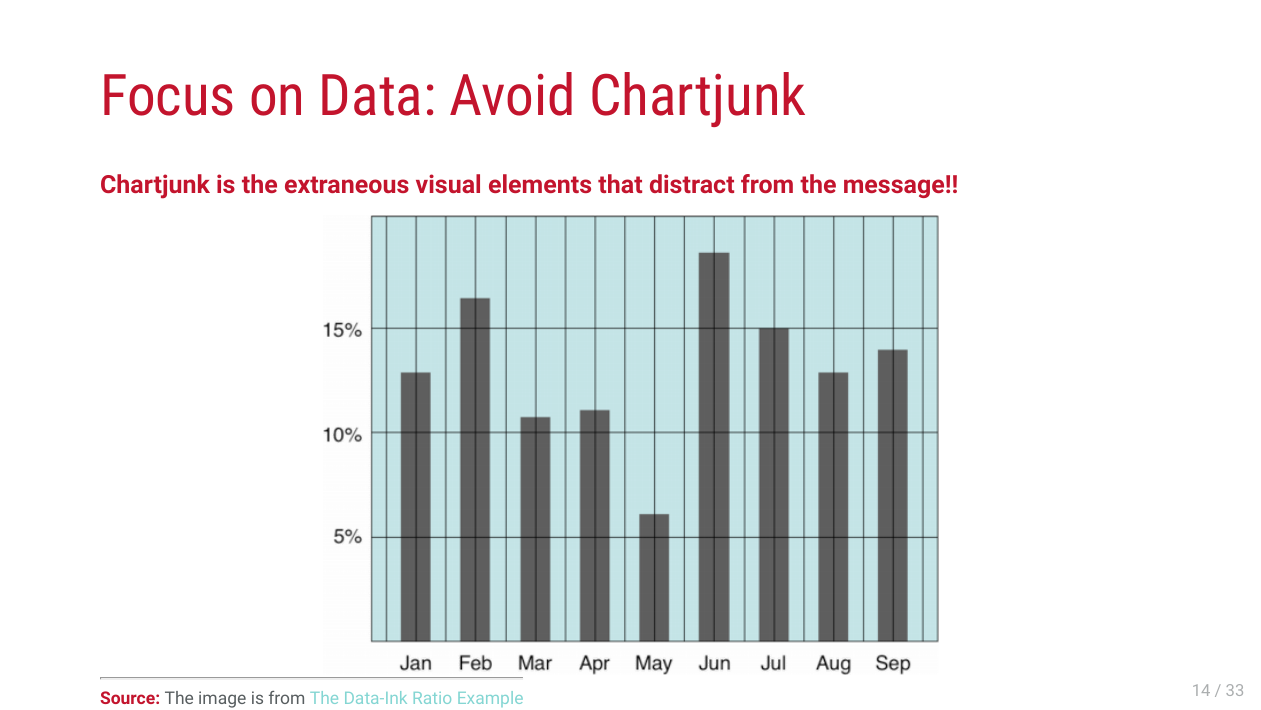 Focus on Data: Avoid Chartjunk
Chartjunk is the extraneous visual elements that distract from the message!!
15%
10%
5%
Jan Feb Mar Apr May Jun Jul Aug Sep
Source: The image is from The Data-Ink Ratio Example
14 / 33